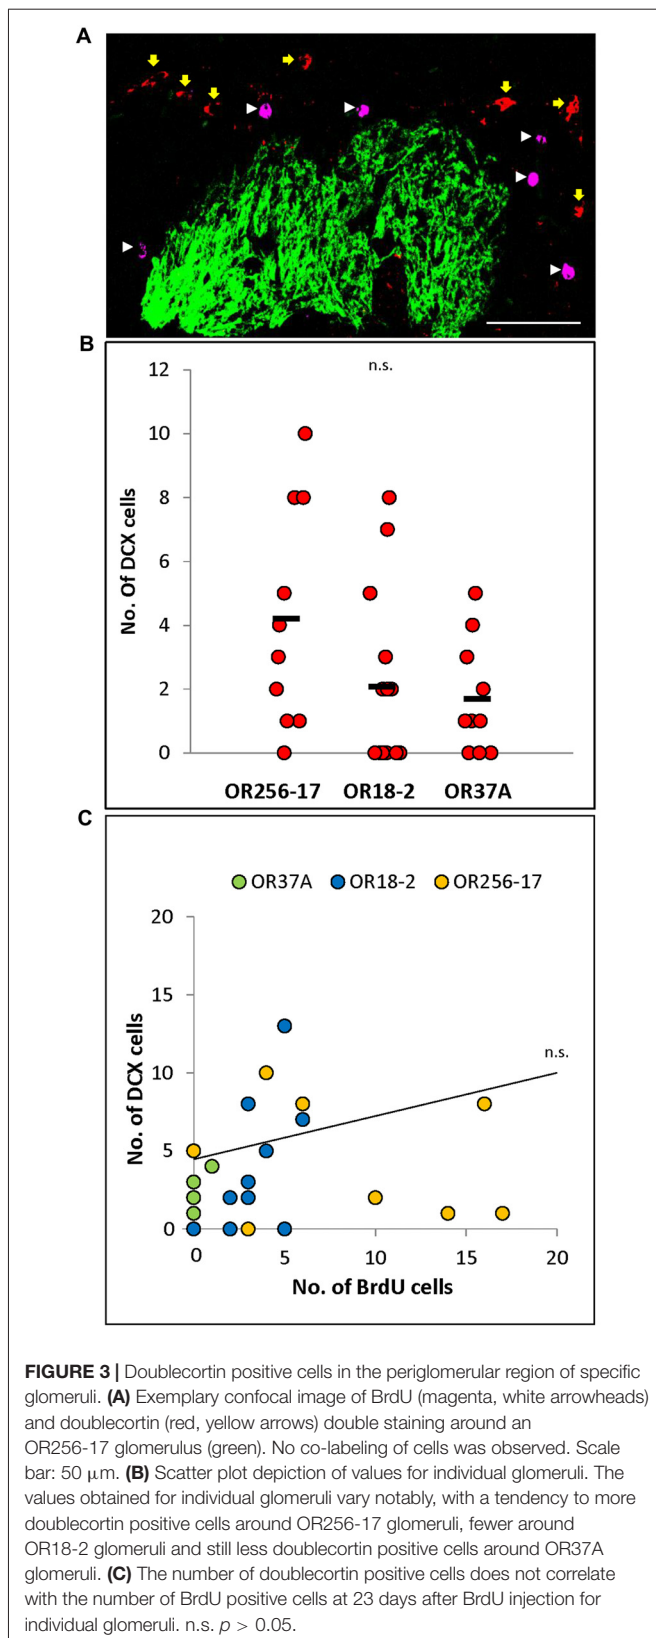 A
B
n.s.
12
10
8
6
4
2
0
No. Of DCX cells
OR256-17 OR18-2 OR37A
C
OR37A OR18-2 OR256-17
20
15
10
5
0
No. of DCX cells
n.s.
0 5 10 15 20
No. of BrdU cells
FIGURE 3 | Doublecortin positive cells in the periglomerular region of specific
glomeruli. (A) Exemplary confocal image of BrdU (magenta, white arrowheads)
and doublecortin (red, yellow arrows) double staining around an
OR256-17 glomerulus (green). No co-labeling of cells was observed. Scale
bar: 50 μm. (B) Scatter plot depiction of values for individual glomeruli. The
values obtained for individual glomeruli vary notably, with a tendency to more
doublecortin positive cells around OR256-17 glomeruli, fewer around
OR18-2 glomeruli and still less doublecortin positive cells around OR37A
glomeruli. (C) The number of doublecortin positive cells does not correlate
with the number of BrdU positive cells at 23 days after BrdU injection for
individual glomeruli. n.s. p > 0.05.